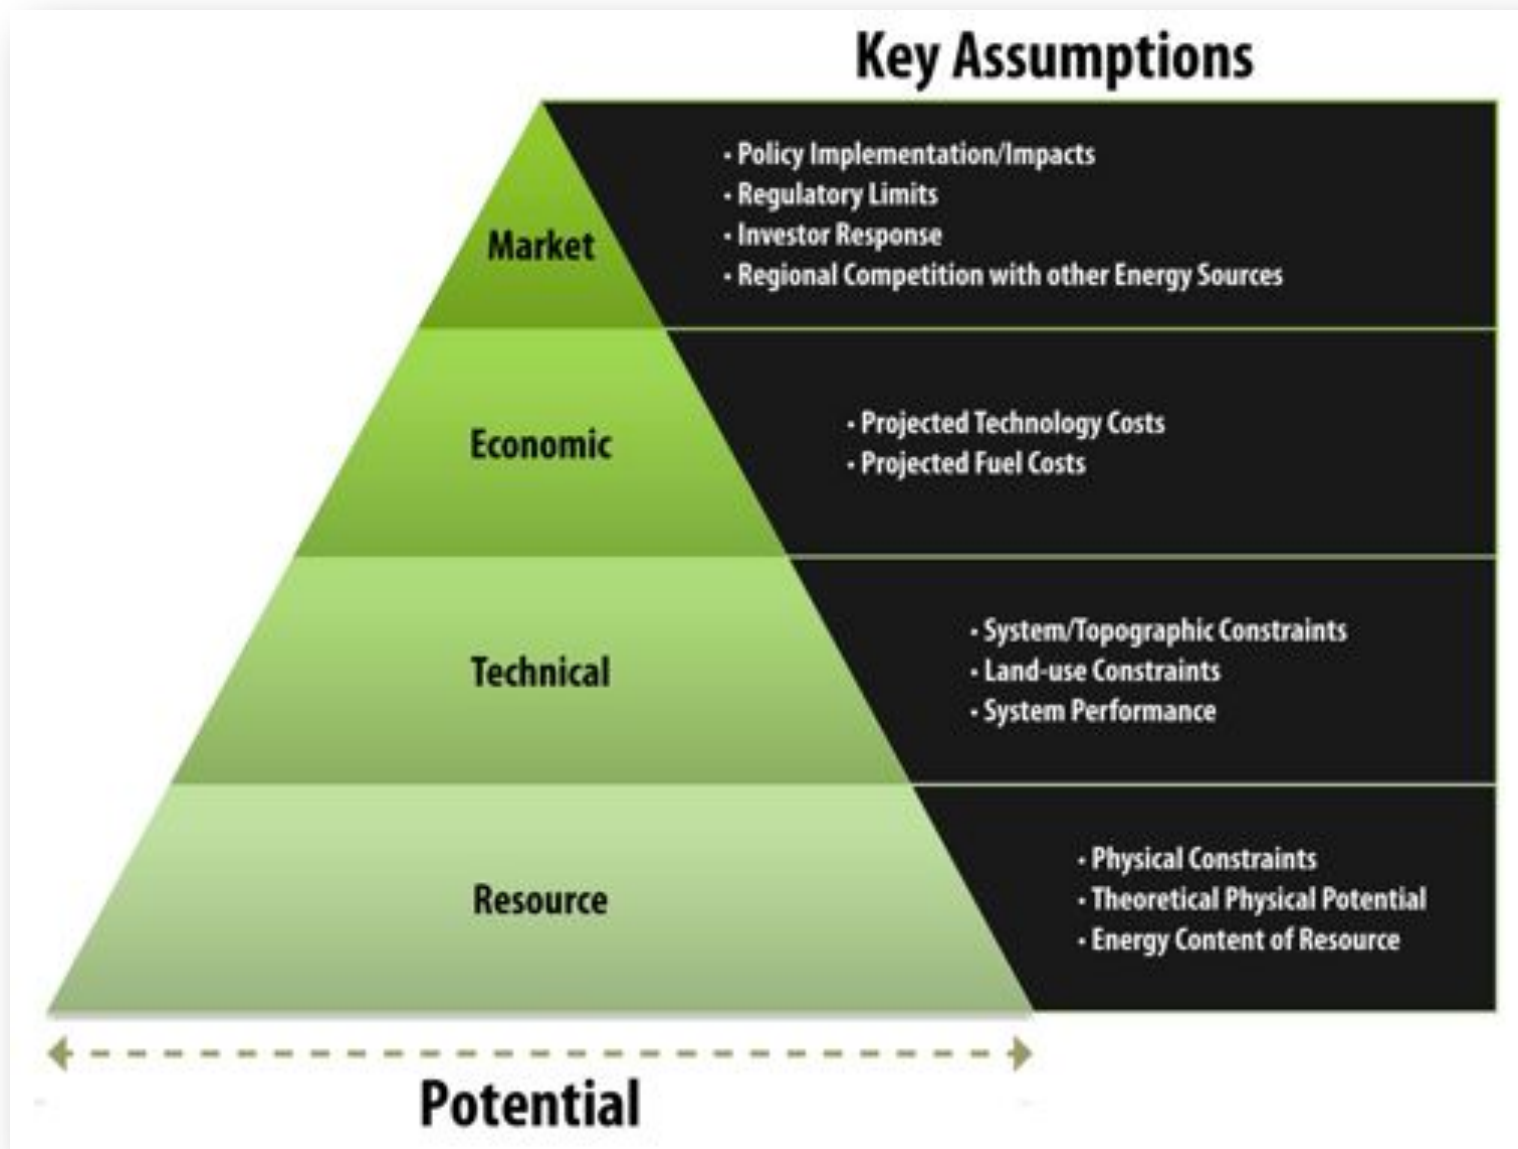 Key Assumptions
Market
• Policy Implementation/Impacts
• Regulatory Limits
• Investor Response
• Regional Competition with other Energy Sources
Economic
• Projected Technology Costs
• Projected Fuel Costs
Technical
• System/Topographic Constraints
• Land-use Constraints
• System Performance
Resource
• Physical Constraints
• Theoretical Physical Potential
• Energy Content of Resource
Potential